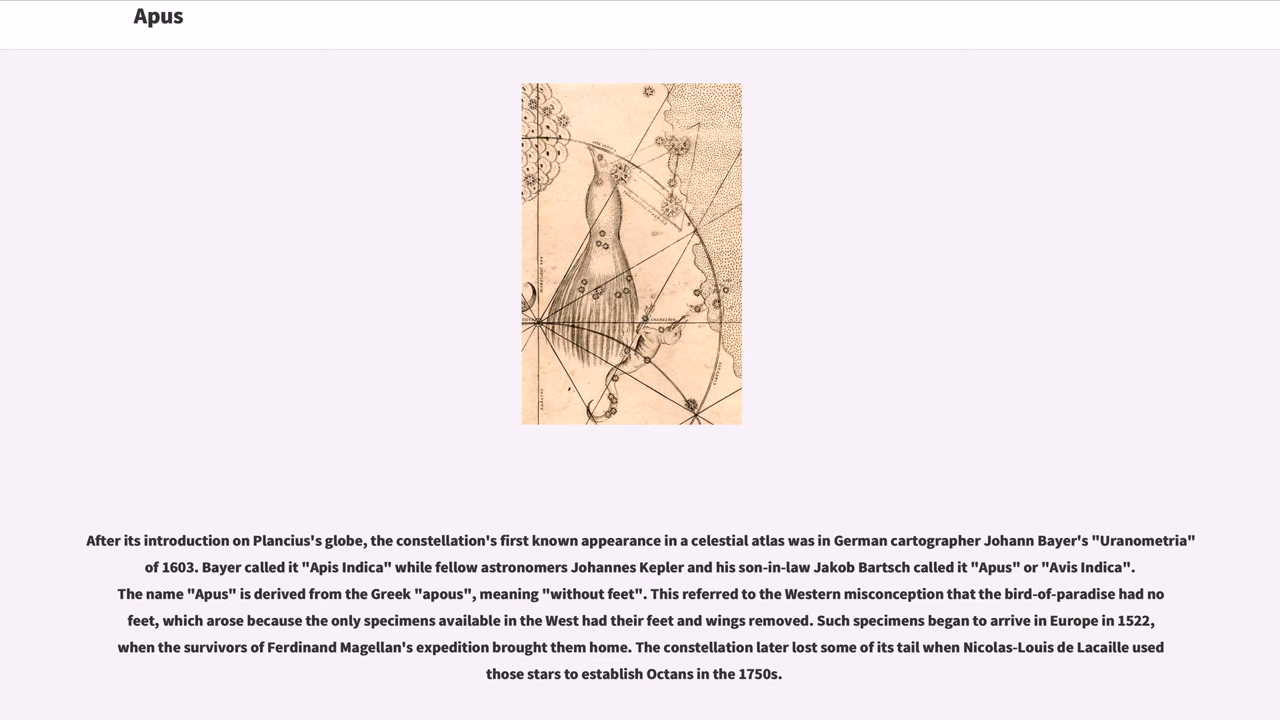 Apus
After its introduction on Plancius's globe, the constellation's first known appearance in a celestial atlas was in German cartographer Johann Bayer's "Uranometria"
of 1603. Bayer called it "Apis Indica" while fellow astronomers Johannes Kepler and his son-in-law Jakob Bartsch called it "Apus" or "Avis Indica".
The name "Apus" is derived from the Greek "apous", meaning "without feet". This referred to the Western misconception that the bird-of-paradise had no
feet, which arose because the only specimens available in the West had their feet and wings removed. Such specimens began to arrive in Europe in 1522,
when the survivors of Ferdinand Magellan's expedition brought them home. The constellation later lost some of its tail when Nicolas-Louis de Lacaille used
those stars to establish Octans in the 1750s.